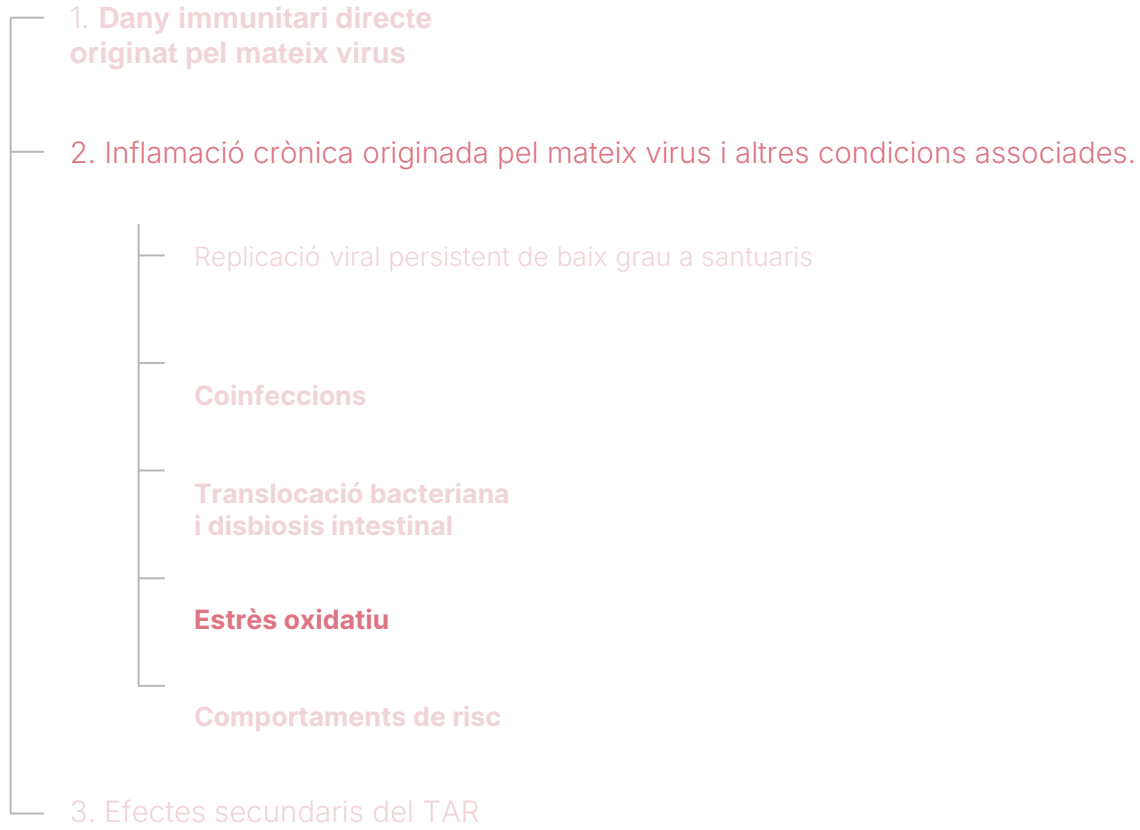 1. Dany immunitari directe
originat pel mateix virus
2. Inflamació crònica originada pel mateix virus i altres condicions associades.
Replicació viral persistent de baix grau a santuaris
Coinfeccions
Translocació bacteriana
i disbiosis intestinal
Estrès oxidatiu
Comportaments de risc
3. Efectes secundaris del TAR